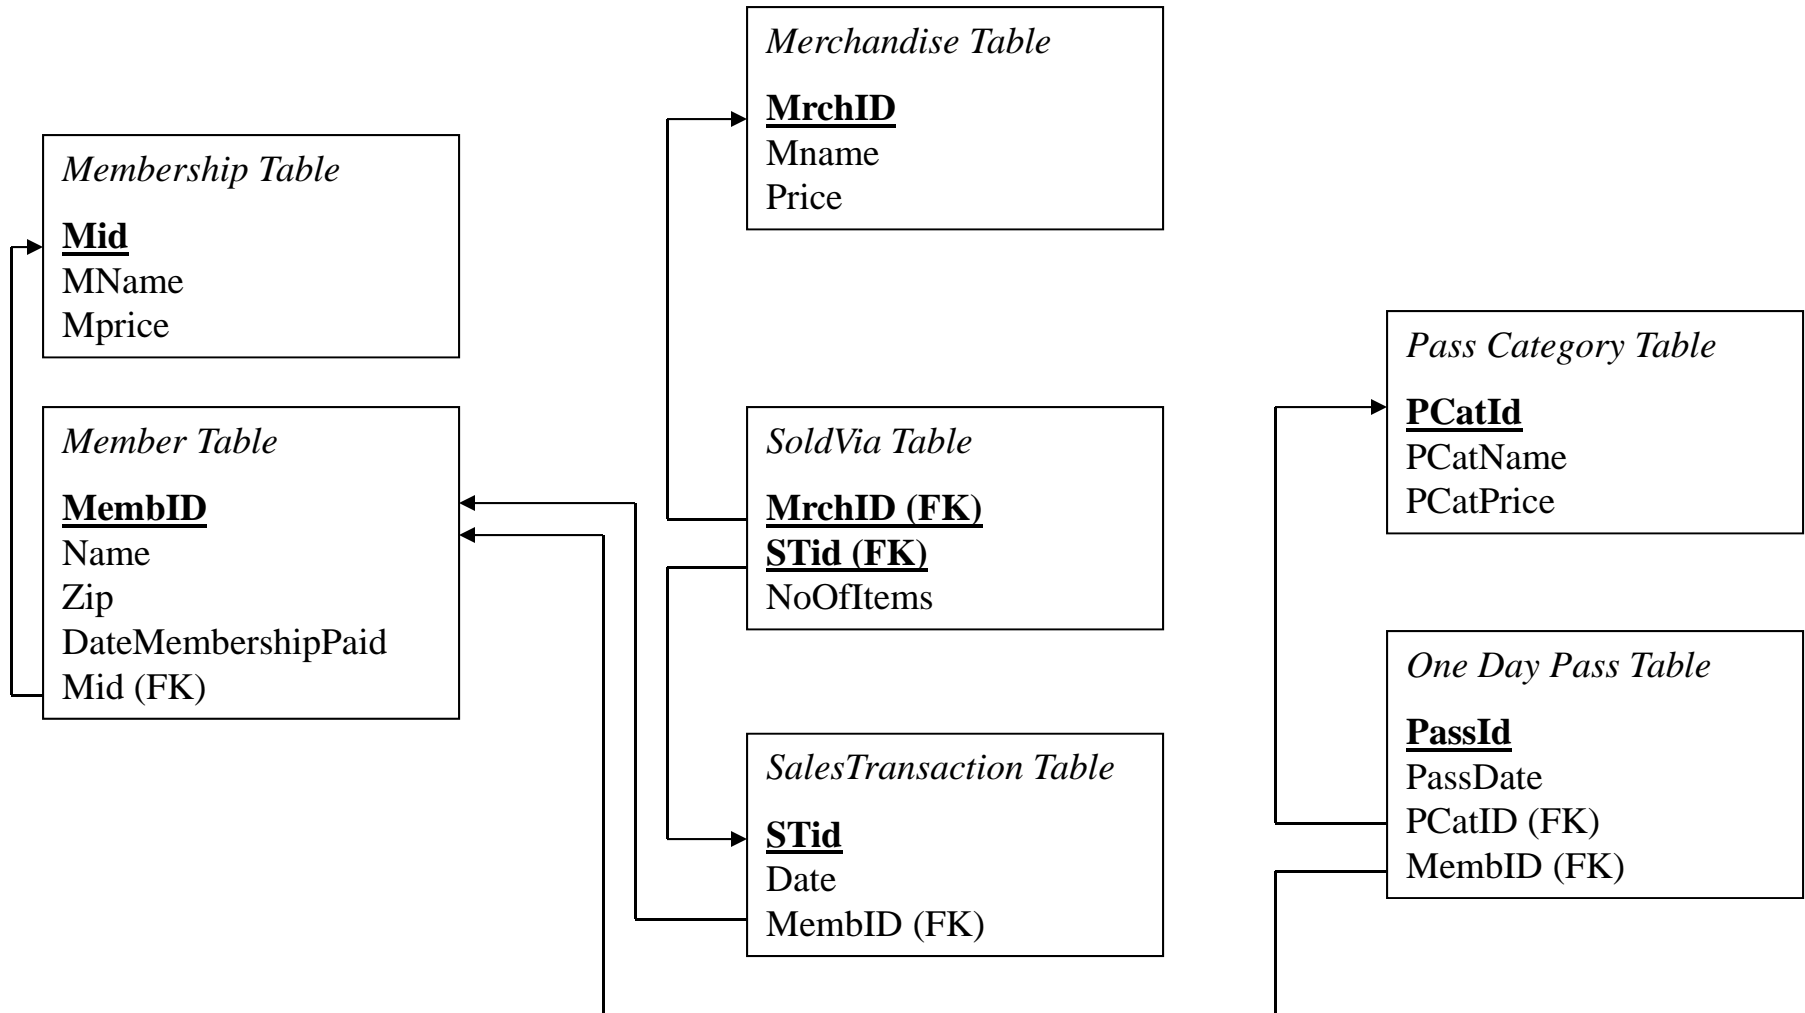 Merchandise Table
MrchID
Mname
Price
Membership Table
Mid
MName
Mprice
Pass Category Table
PCatId
PCatName
PCatPrice
Member Table
MembID
Name
Zip
DateMembershipPaid
Mid (FK)
SoldVia Table
MrchID (FK)
STid (FK)
NoOfItems
One Day Pass Table
PassId
PassDate
PCatID (FK)
MembID (FK)
SalesTransaction Table
STid
Date
MembID (FK)